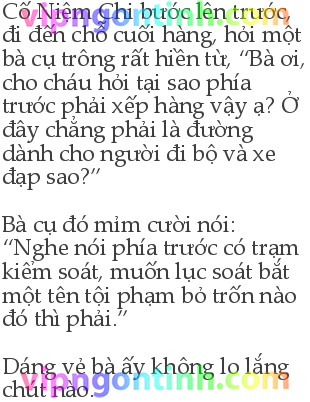 Cố Niệm Chi bước lên trước
đi đến chỗ cuối hàng, hỏi một
bà cụ trông rất hiền từ, “Bà ơi,
cho cháu hỏi tại sao phía
trước phải xếp hàng vậy ạ? Ở
đây chẳng phải là đường
dành cho người đi bộ và xe
đạp sao?”
Bà cụ đó mỉm cười nói:
“Nghe nói phía trước có trạm
kiểm soát, muốn lục soát bắt
một tên tội phạm bỏ trốn nào
đó thì phải.”
Dáng vẻ bà ấy không lo lắng
chút nào.
vipngontinh.com
vipngontinh.com